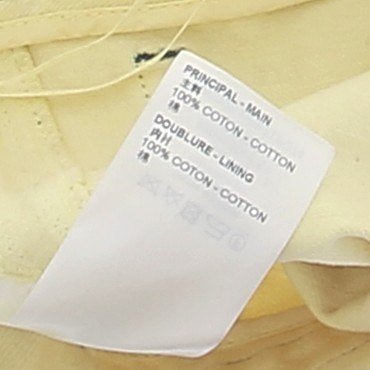 PRINCIPAL - MAIN
主料
100% COTON - COTTON
棉
DOUBLURE - LINING
内衬
100% COTON - COTTON
棉